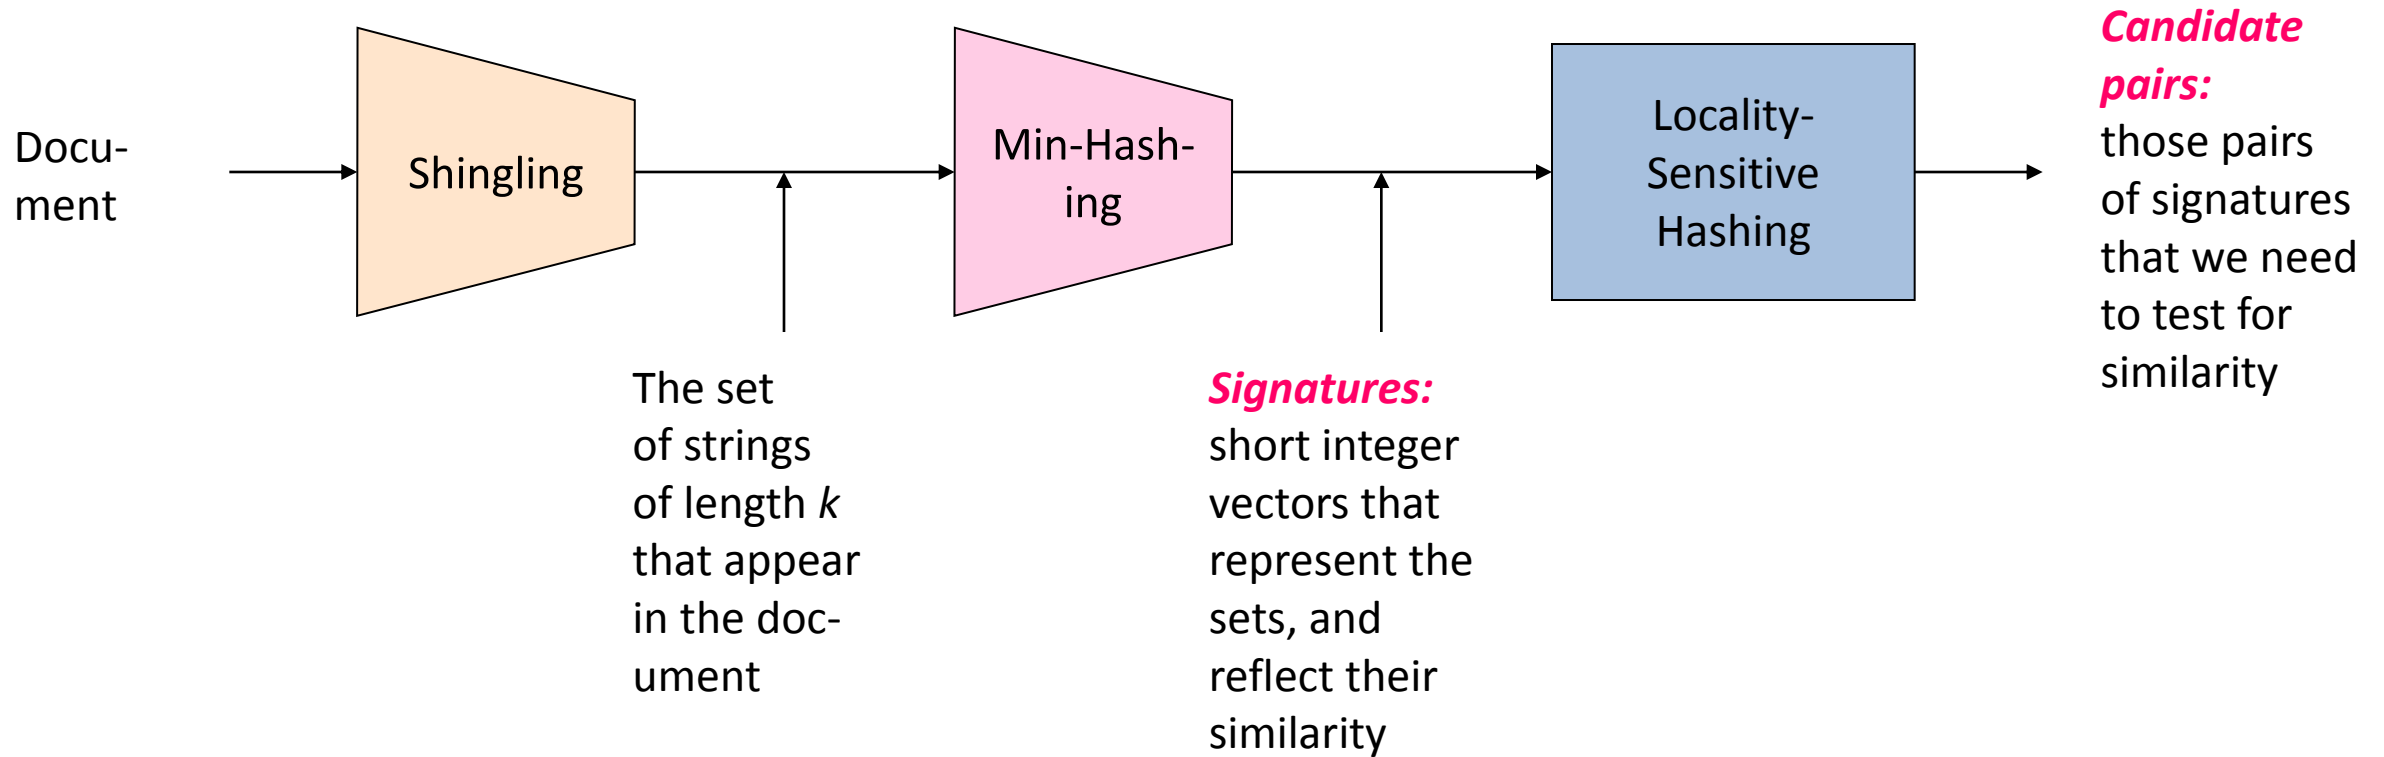 Docu-
ment
Shingling
The set
of strings
of length k
that appear
in the doc-
ument
Min-Hash-
ing
Signatures:
short integer
vectors that
represent the
sets, and
reflect their
similarity
Locality-
Sensitive
Hashing
Candidate
pairs:
those pairs
of signatures
that we need
to test for
similarity